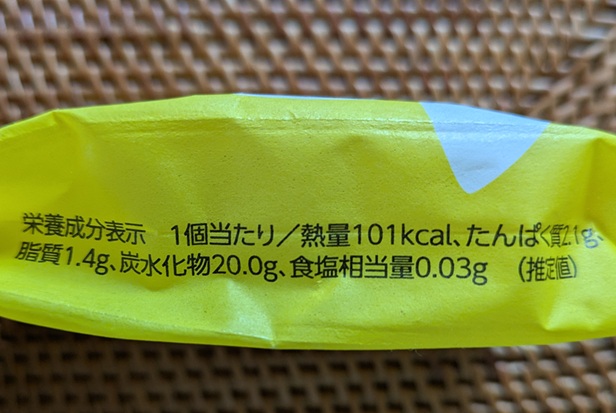 栄養成分表示 1個当たり／熱量101kcal、たんぱく質2.1g、
脂質1.4g、炭水化物20.0g、食塩相当量0.03g （推定値）